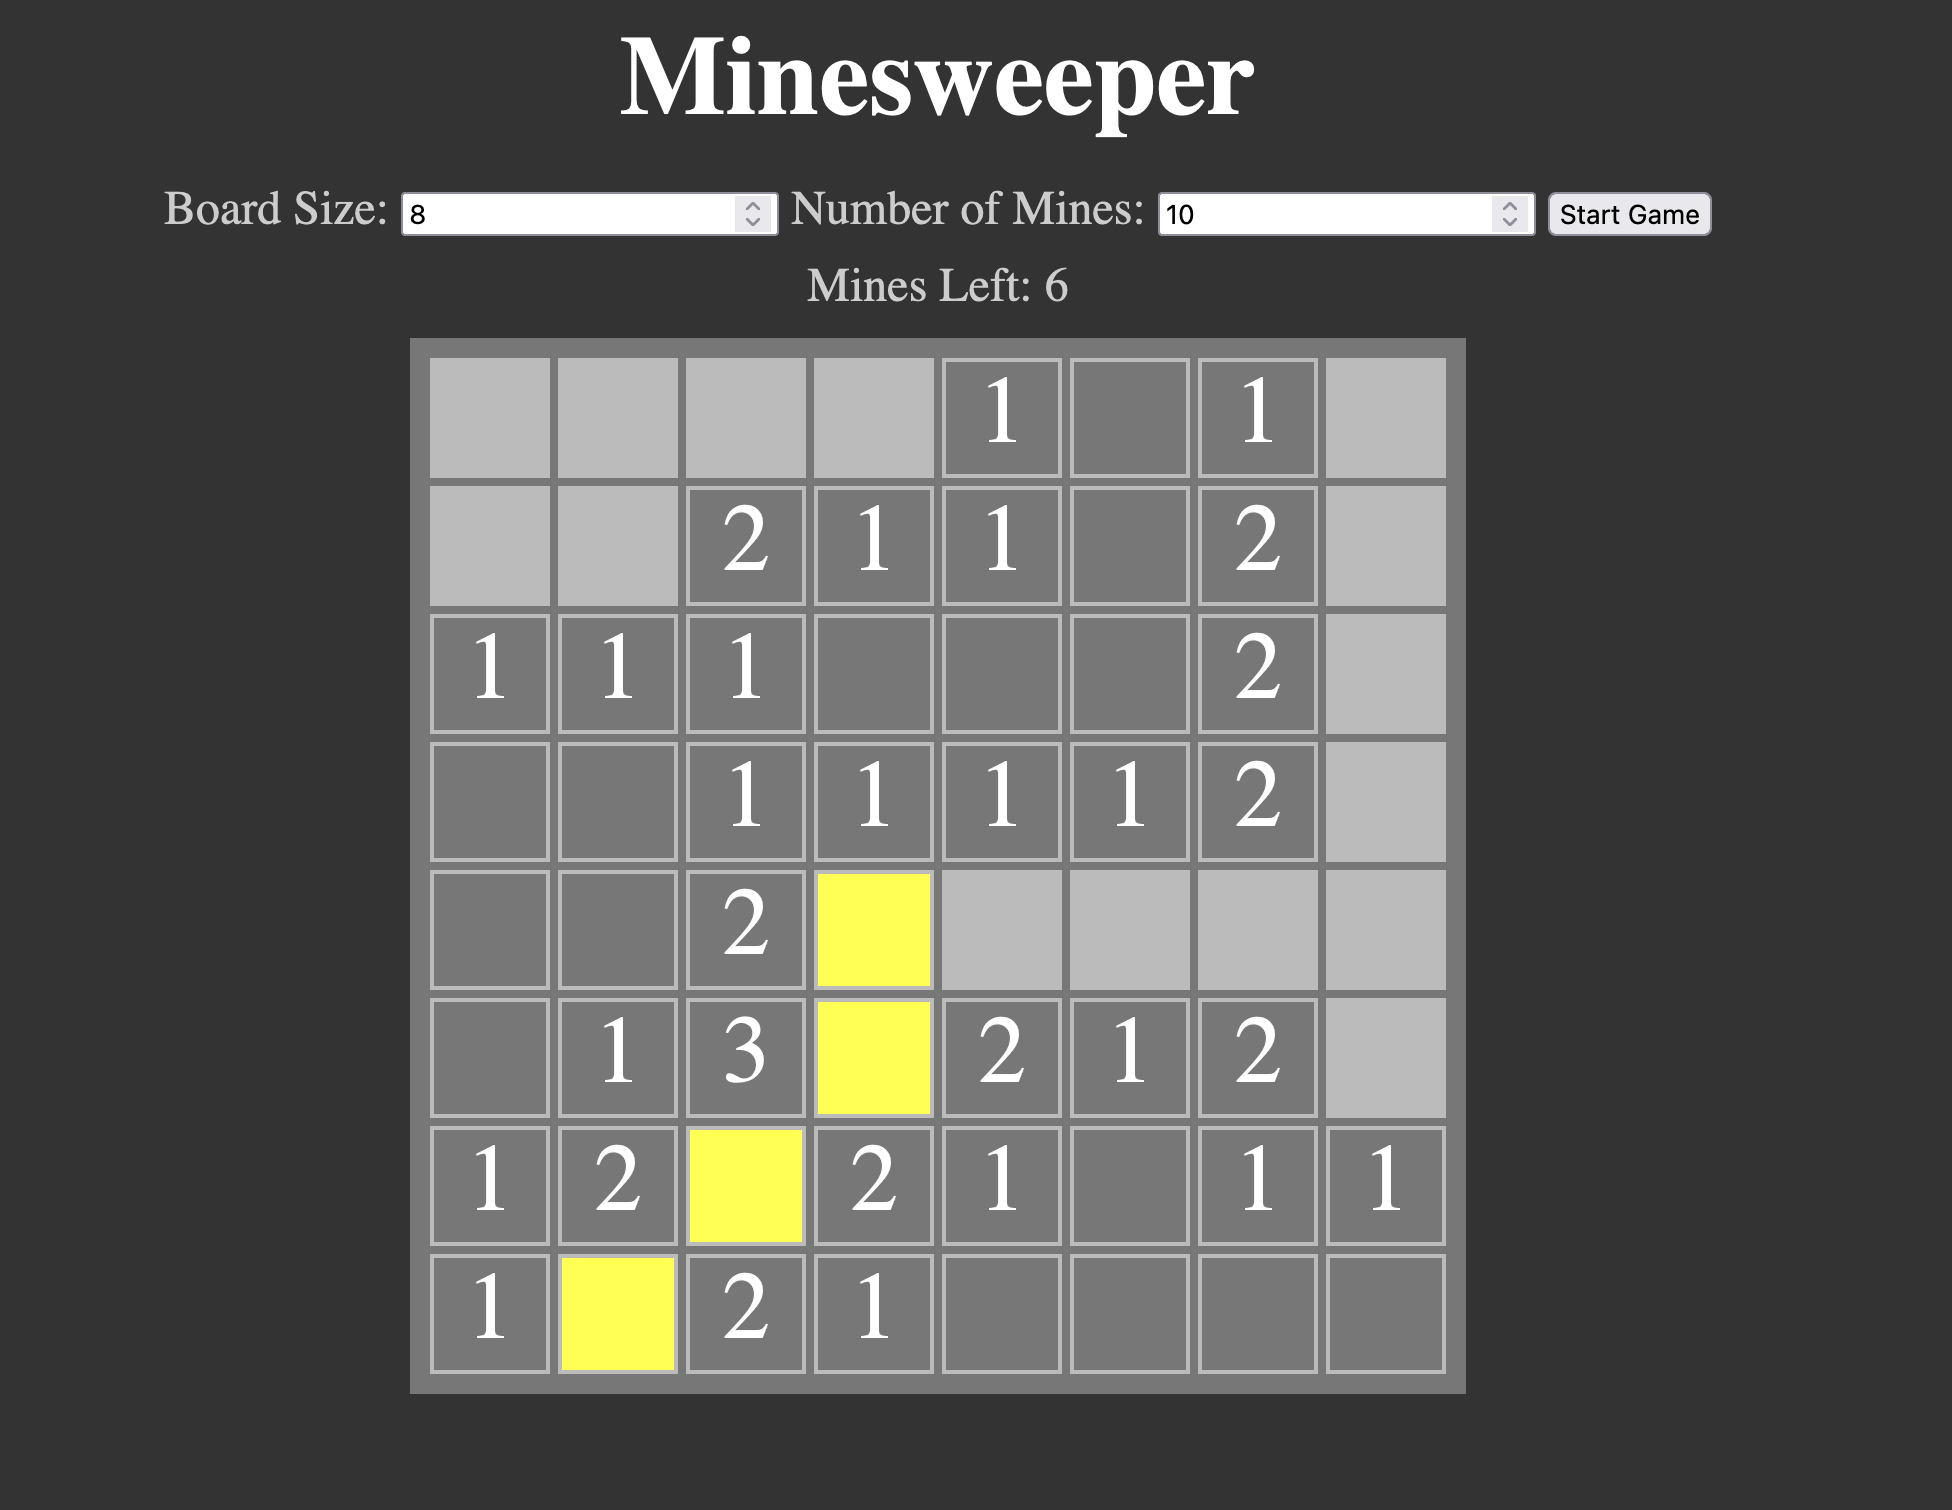 Minesweeper
Board Size: 8 Number of Mines: 10 Start Game
Mines Left: 6
1 1
2 1 1 2
1 1 1 2
1 1 1 1 2
2
1 3 2 1 2
1 2 2 1 1 1
1 2 1